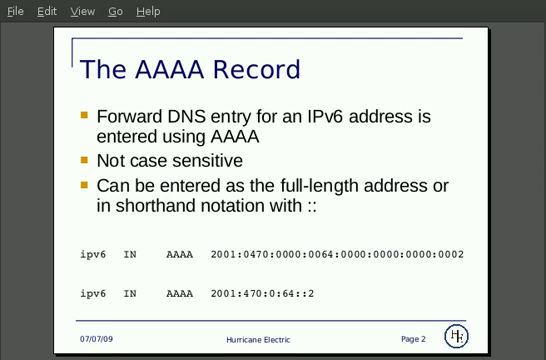 File Edit View Go Help
The AAAA Record
Forward DNS entry for an IPv6 address is
entered using AAAA
Not case sensitive
Can be entered as the full-length address or
in shorthand notation with ::
ipv6 IN AAAA 2001:0470:0000:0064:0000:0000:0000:0002
ipv6 IN AAAA 2001:470:0:64::2
07/07/09 Hurricane Electric Page 2 HE